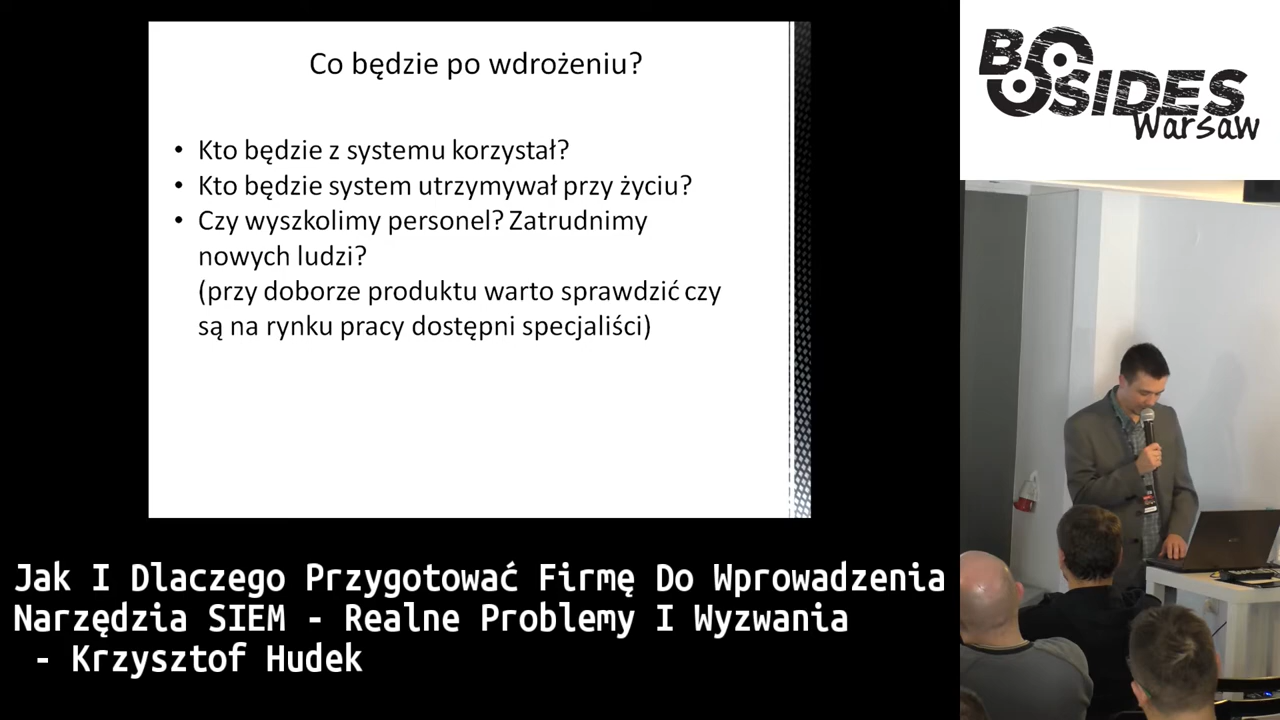 Co będzie po wdrożeniu?
• Kto będzie z systemu korzystał?
• Kto będzie system utrzymywał przy życiu?
• Czy wyszkolimy personel? Zatrudnimy
nowych ludzi?
(przy doborze produktu warto sprawdzić czy
są na rynku pracy dostępni specjaliści)
BSIDES
Warsaw
Jak I Dlaczego Przygotować Firmę Do Wprowadzenia
Narzędzia SIEM - Realne Problemy I Wyzwania
- Krzysztof Hudek